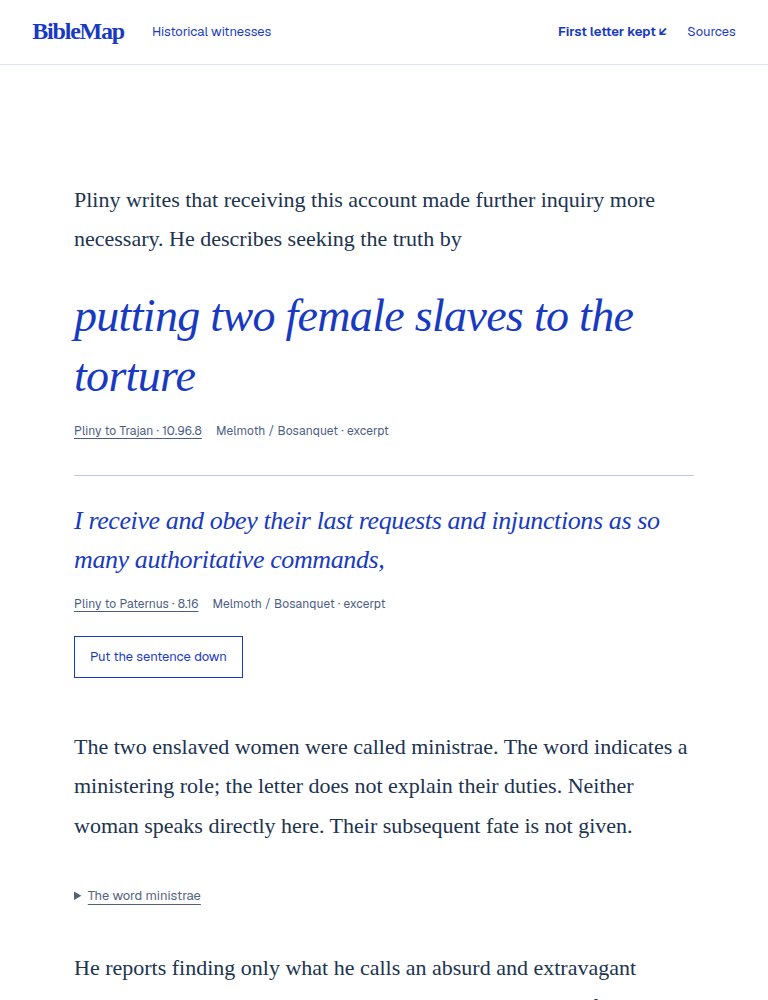 BibleMap Historical witnesses First letter kept ↙ Sources
Pliny writes that receiving this account made further inquiry more
necessary. He describes seeking the truth by
putting two female slaves to the
torture
Pliny to Trajan · 10.96.8 Melmoth / Bosanquet · excerpt
I receive and obey their last requests and injunctions as so
many authoritative commands,
Pliny to Paternus · 8.16 Melmoth / Bosanquet · excerpt
Put the sentence down
The two enslaved women were called ministrae. The word indicates a
ministering role; the letter does not explain their duties. Neither
woman speaks directly here. Their subsequent fate is not given.
▶ The word ministrae
He reports finding only what he calls an absurd and extravagant